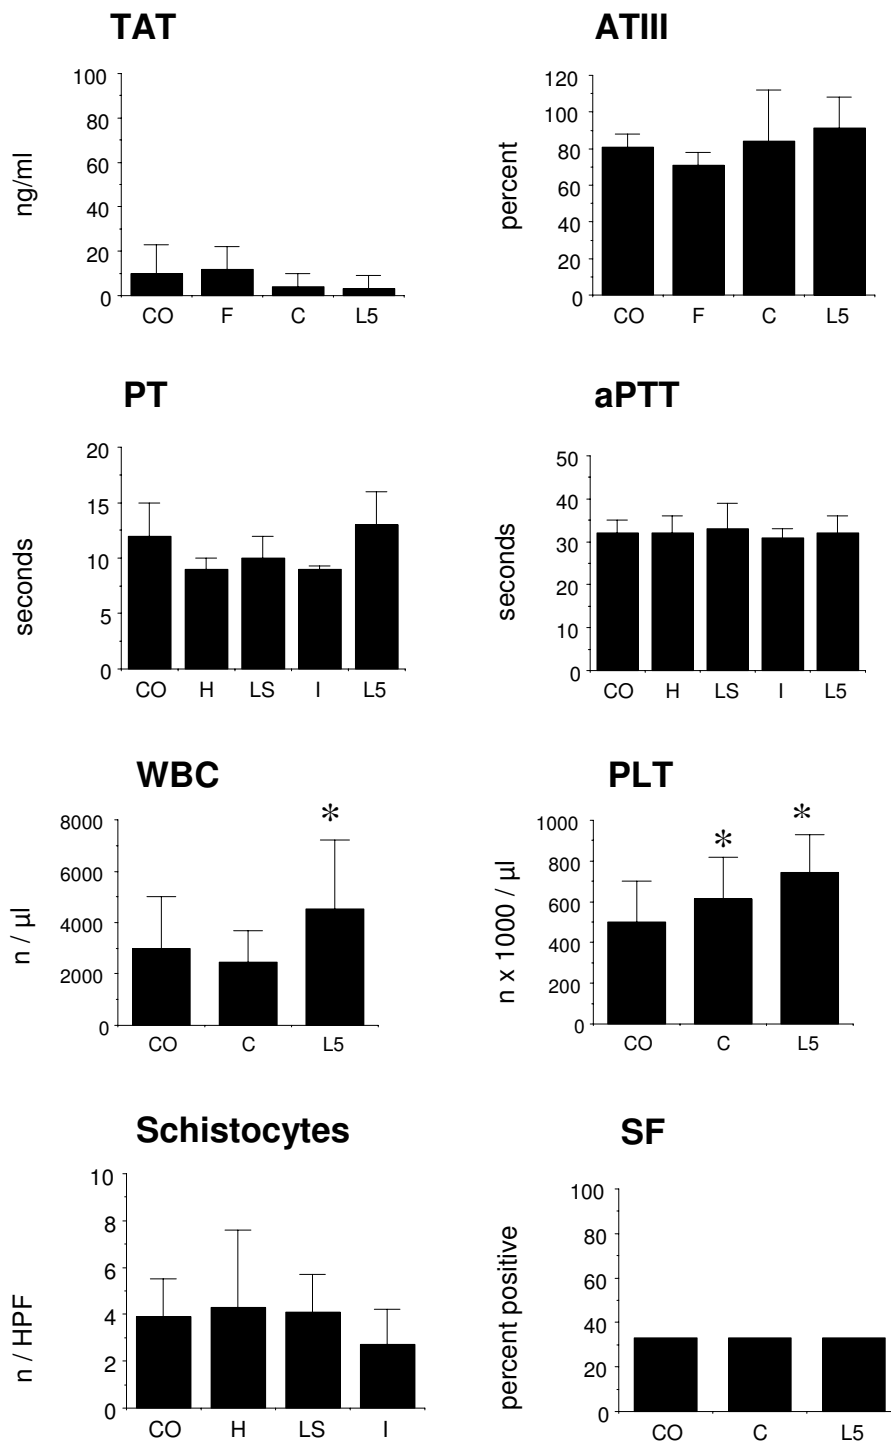 TAT
100
80
60
40
20
0
ng/ml
CO F C L5
ATIII
120
100
80
60
40
20
0
percent
CO F C L5
PT
20
15
10
5
0
seconds
CO H LS I L5
aPTT
50
40
30
20
10
0
seconds
CO H LS I L5
WBC
8000
6000
4000
2000
0
n / µl
*
CO C L5
PLT
1000
800
600
400
200
0
n x 1000 / µl
* *
CO C L5
Schistocytes
10
8
6
4
2
0
n / HPF
CO H LS I
SF
100
80
60
40
20
0
percent positive
CO C L5